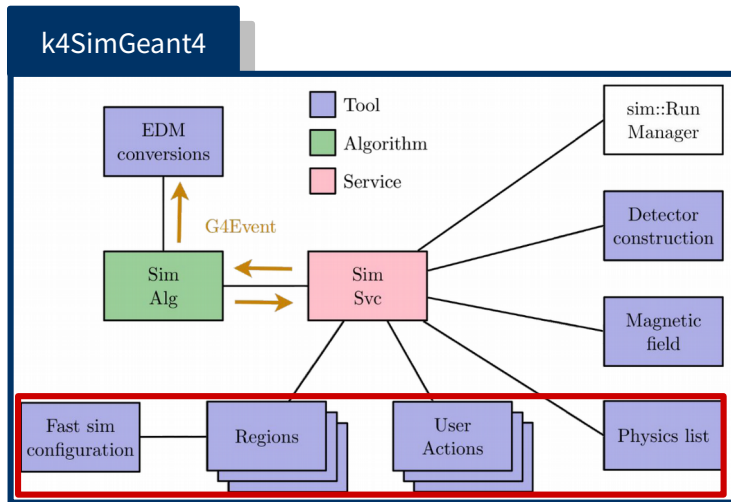 k4SimGeant4
EDM
conversions
Tool
Algorithm
Service
sim::Run
Manager
G4Event
Detector
construction
Sim
Alg
Sim
Svc
Magnetic
field
Fast sim
configuration
Regions
User
Actions
Physics list